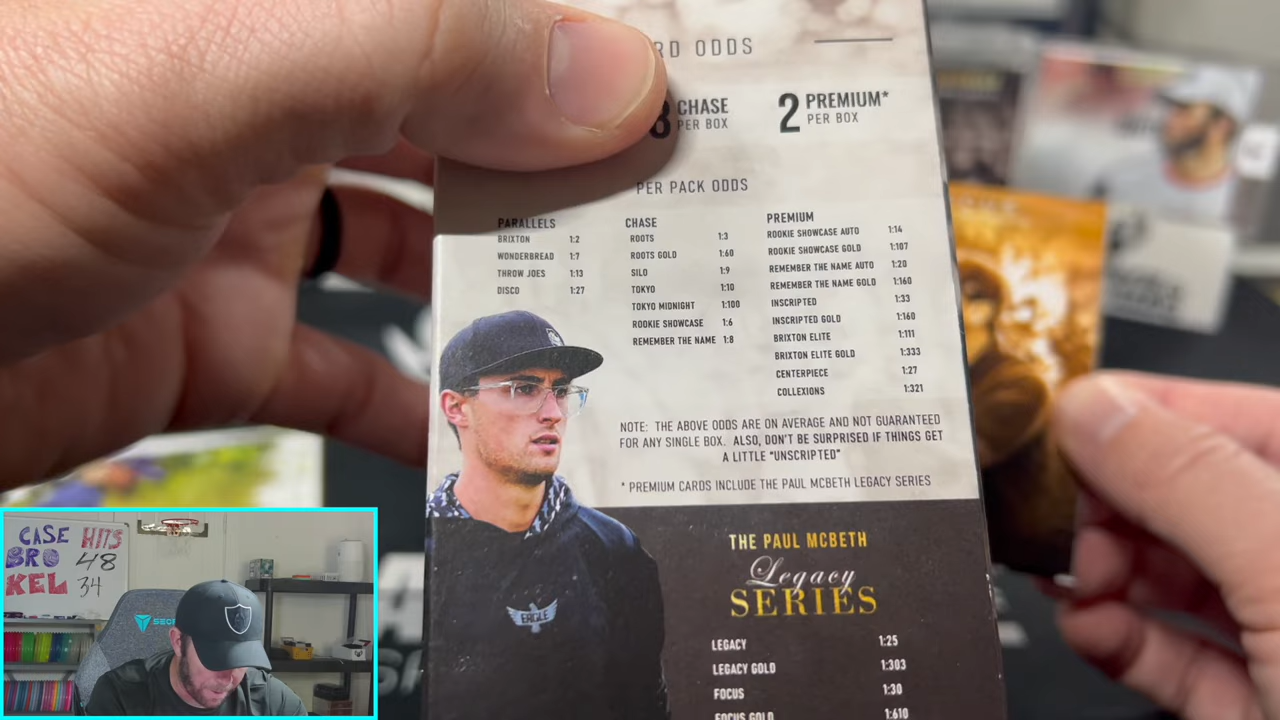 RD ODDS
CHASE
PER BOX
2 PREMIUM*
PER BOX
PER PACK ODDS
PARALLELS
BRIXTON 1:2
WONDERBREAD 1:7
THROW JOES 1:13
DISCO 1:27
CHASE
ROOTS 1:3
ROOTS GOLD 1:60
SILO 1:9
TOKYO 1:10
TOKYO MIDNIGHT 1:100
ROOKIE SHOWCASE 1:6
REMEMBER THE NAME 1:8
PREMIUM
ROOKIE SHOWCASE AUTO 1:14
ROOKIE SHOWCASE GOLD 1:107
REMEMBER THE NAME AUTO 1:20
REMEMBER THE NAME GOLD 1:160
INSCRIPTED 1:33
INSCRIPTED GOLD 1:160
BRIXTON ELITE 1:111
BRIXTON ELITE GOLD 1:333
CENTERPIECE 1:27
COLLEXIONS 1:321
NOTE: THE ABOVE ODDS ARE ON AVERAGE AND NOT GUARANTEED
FOR ANY SINGLE BOX. ALSO, DON'T BE SURPRISED IF THINGS GET
A LITTLE "UNSCRIPTED"
* PREMIUM CARDS INCLUDE THE PAUL MCBETH LEGACY SERIES
EAGLE
THE PAUL MCBETH
Legacy
SERIES
LEGACY 1:25
LEGACY GOLD 1:303
FOCUS 1:30
FOCUS GOLD 1:610
CASE HITS
BRO 48
KEL 34
SECR